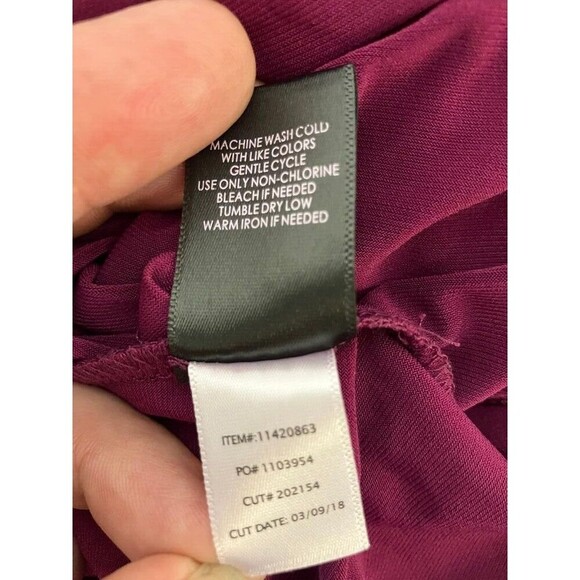 MACHINE WASH COLD
WITH LIKE COLORS
GENTLE CYCLE
USE ONLY NON-CHLORINE
BLEACH IF NEEDED
TUMBLE DRY LOW
WARM IRON IF NEEDED
ITEM#:11420863
PO# 1103954
CUT# 202154
CUT DATE: 03/09/18